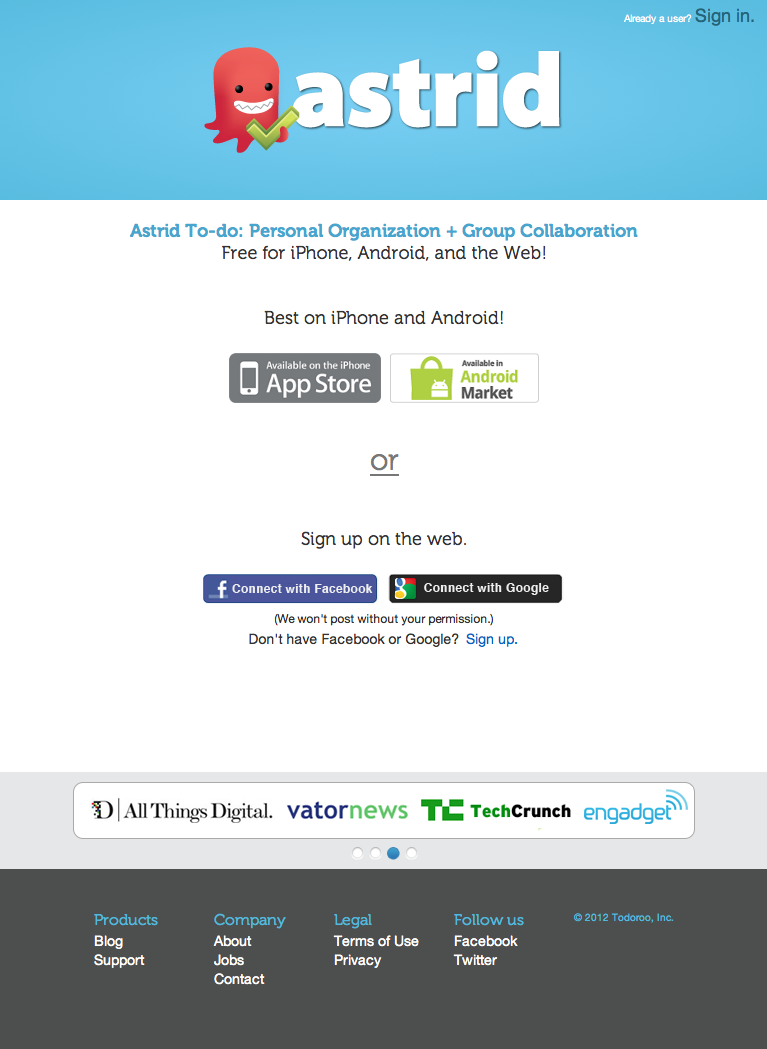 Already a user? Sign in.
astrid
Astrid To-do: Personal Organization + Group Collaboration
Free for iPhone, Android, and the Web!
Best on iPhone and Android!
Available on the iPhone
App Store
Available in
Android
Market
or
Sign up on the web.
f Connect with Facebook
g Connect with Google
(We won't post without your permission.)
Don't have Facebook or Google? Sign up.
D All Things Digital. vatornews TC TechCrunch engadget
Products
Blog
Support
Company
About
Jobs
Contact
Legal
Terms of Use
Privacy
Follow us
Facebook
Twitter
© 2012 Todoroo, Inc.